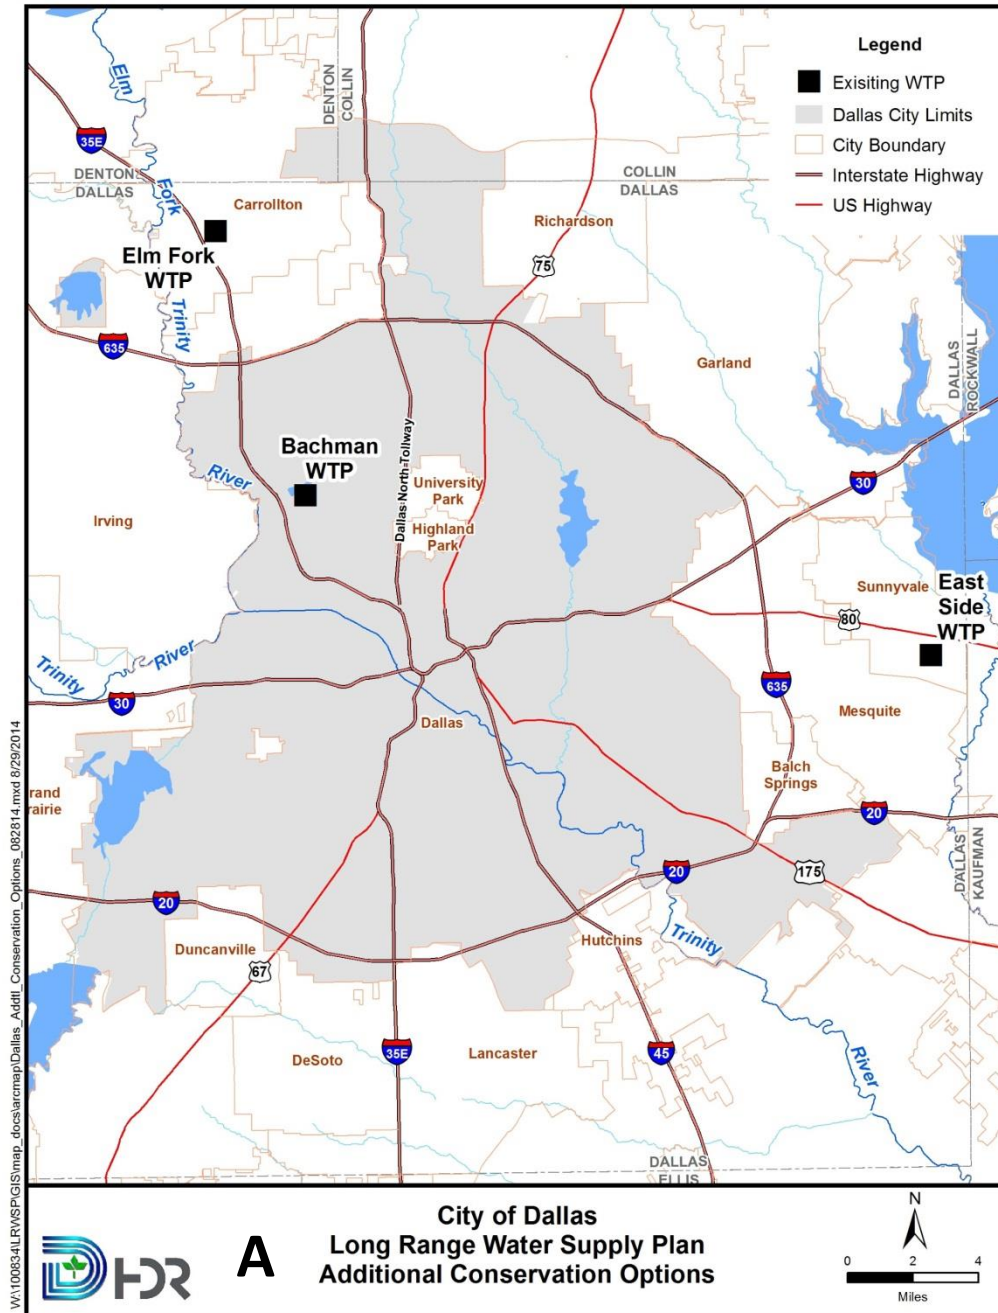 Elm
Fork
Trinity
River
DENTON
COLLIN
Legend
Exisiting WTP
Dallas City Limits
City Boundary
Interstate Highway
US Highway
35E
DENTON
DALLAS
COLLIN
DALLAS
Carrollton
Richardson
Elm Fork
WTP
75
635
Garland
DALLAS
ROCKWALL
Dallas North Tollway
Bachman
WTP
University
Park
Highland
Park
30
Irving
Sunnyvale
East
Side
WTP
80
Trinity
River
30
635
Dallas
Mesquite
Balch
Springs
rand
rairie
20
20
175
DALLAS
KAUFMAN
20
Duncanville
67
Hutchins
Trinity
River
DeSoto
35E
Lancaster
45
DALLAS
ELLIS
W:\100834\LRWSP\GIS\map_docs\arcmap\Dallas_Addtl_Conservation_Options_082814.mxd 8/29/2014
HDR
A
City of Dallas
Long Range Water Supply Plan
Additional Conservation Options
N
0 2 4
Miles